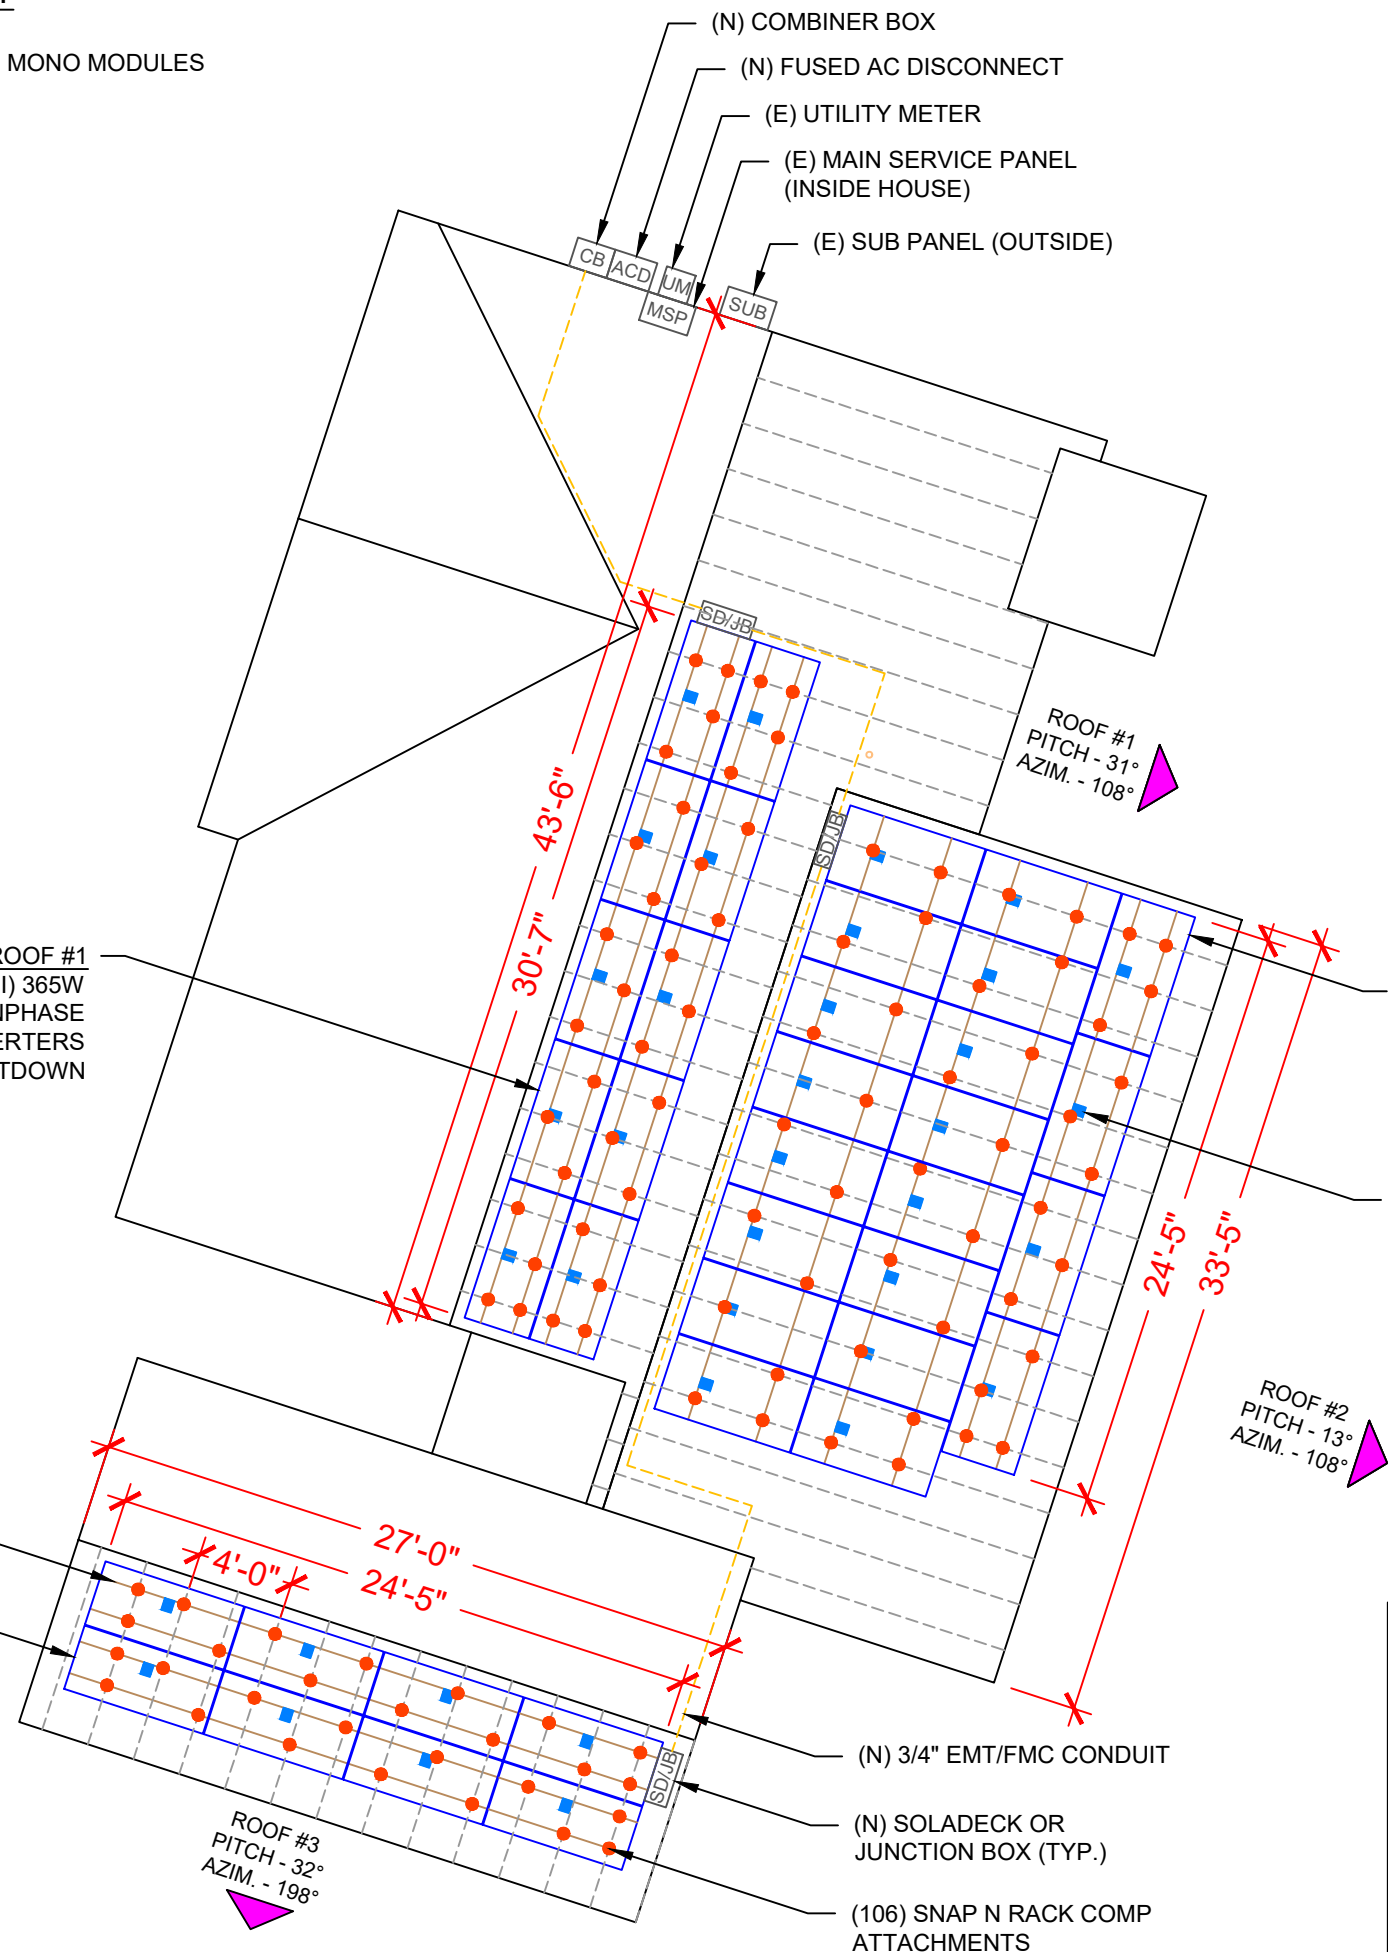 MONO MODULES
(N) COMBINER BOX
(N) FUSED AC DISCONNECT
(E) UTILITY METER
(E) MAIN SERVICE PANEL
(INSIDE HOUSE)
(E) SUB PANEL (OUTSIDE)
CB
ACD
UM
MSP
SUB
SD/JB
ROOF #1
PITCH - 31°
AZIM. - 108°
43'-6"
SD/JB
30'-7"
ROOF #1
I) 365W
NPHASE
ERTERS
TDOWN
24'-5"
33'-5"
ROOF #2
PITCH - 13°
AZIM. - 108°
27'-0"
4'-0"
24'-5"
SD/JB
(N) 3/4" EMT/FMC CONDUIT
(N) SOLADECK OR
JUNCTION BOX (TYP.)
ROOF #3
PITCH - 32°
AZIM. - 198°
(106) SNAP N RACK COMP
ATTACHMENTS